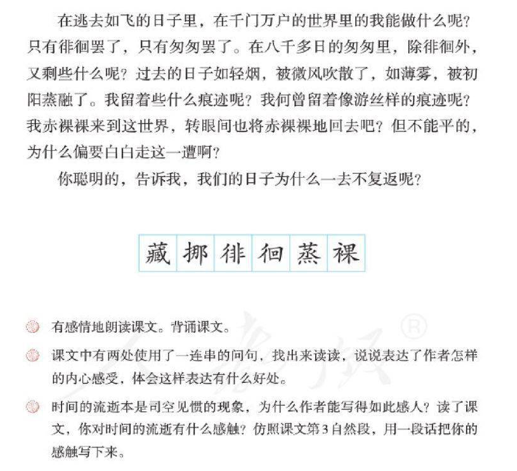 在逃去如飞的日子里，在千门万户的世界里的我能做什么呢？
只有徘徊罢了，只有匆匆罢了。在八千多日的匆匆里，除徘徊外，
又剩些什么呢？过去的日子如轻烟，被微风吹散了，如薄雾，被初
阳蒸融了。我留着些什么痕迹呢？我何曾留着像游丝样的痕迹呢？
我赤裸裸来到这世界，转眼间也将赤裸裸地回去吧？但不能平的，
为什么偏要白白走这一遭啊？
你聪明的，告诉我，我们的日子为什么一去不复返呢？
藏挪徘徊蒸裸
有感情地朗读课文。背诵课文。
课文中有两处使用了一连串的问句，找出来读读，说说表达了作者怎样
的内心感受，体会这样表达有什么好处。
时间的流逝本是司空见惯的现象，为什么作者能写得如此感人？读了课
文，你对时间的流逝有什么感触？仿照课文第3自然段，用一段话把你的
感触写下来。